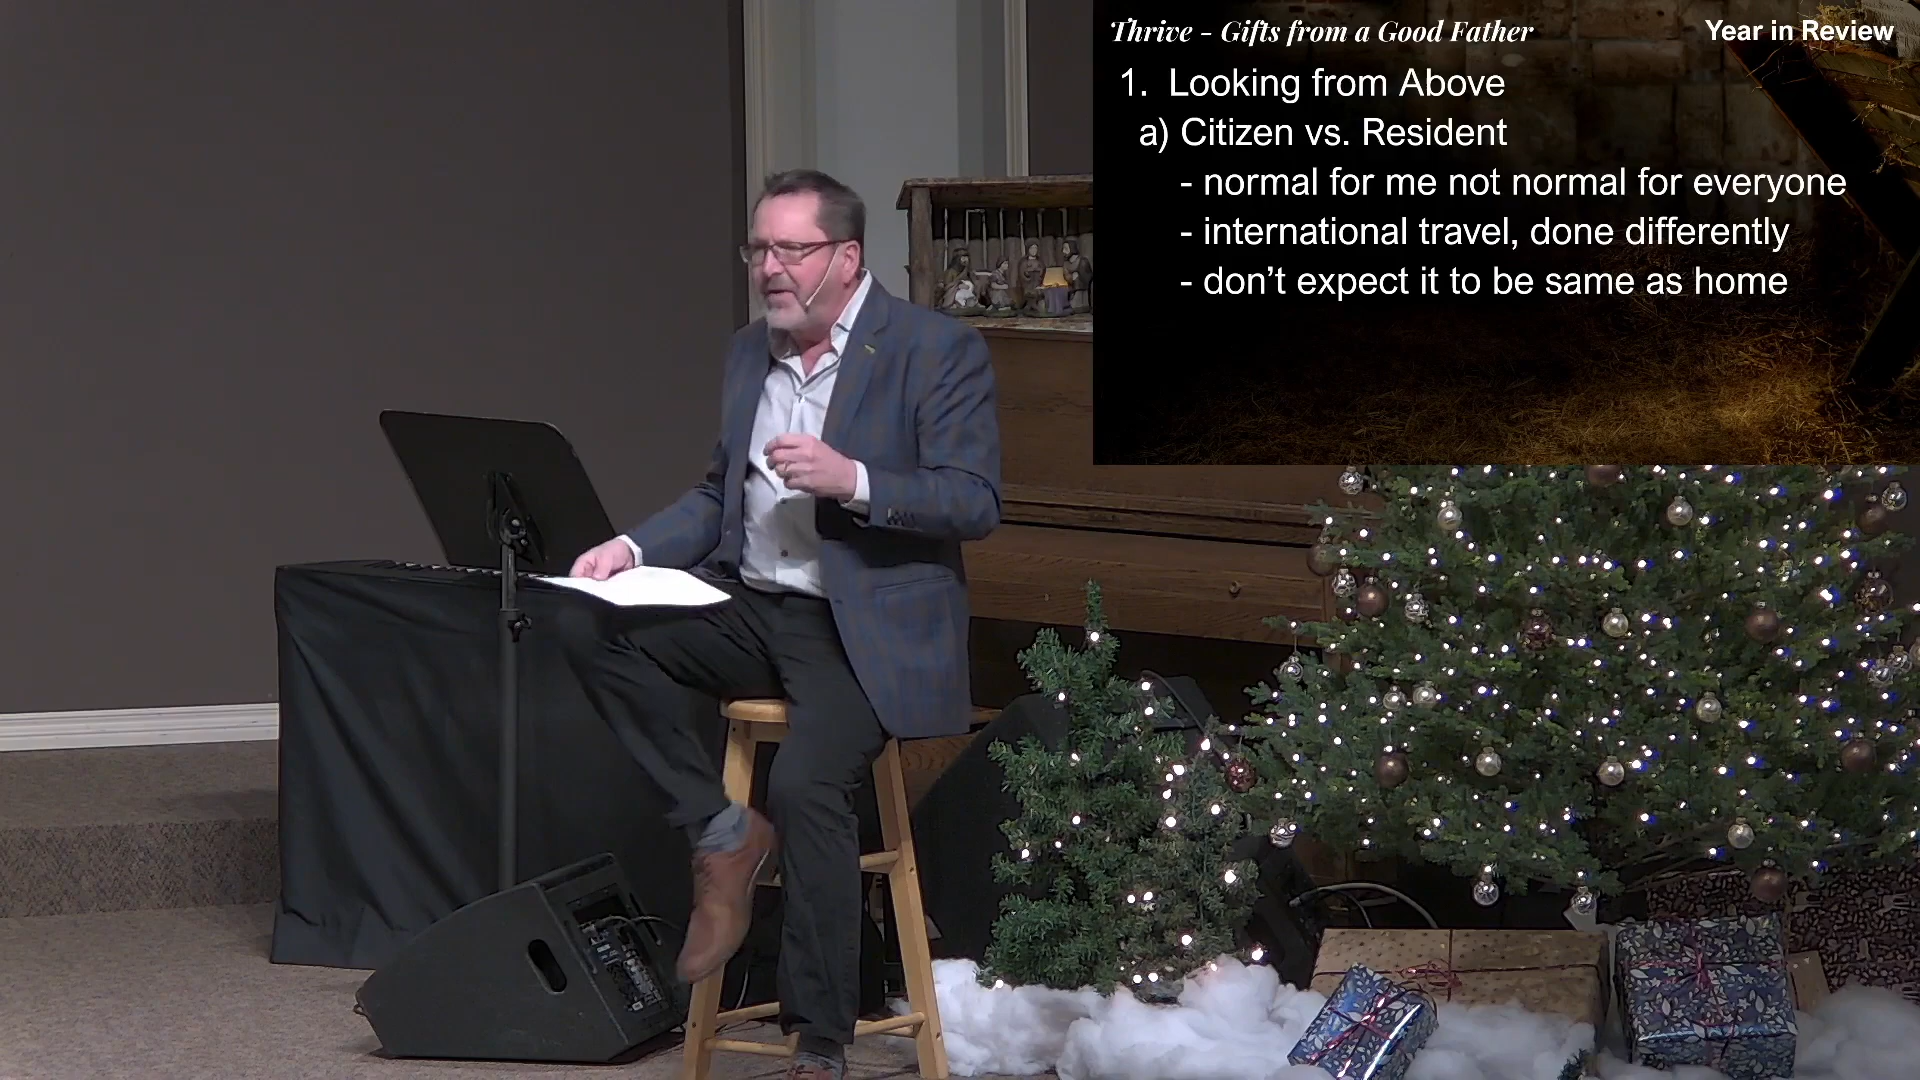 Thrive - Gifts from a Good Father
Year in Review
1. Looking from Above
a) Citizen vs. Resident
- normal for me not normal for everyone
- international travel, done differently
- don’t expect it to be same as home